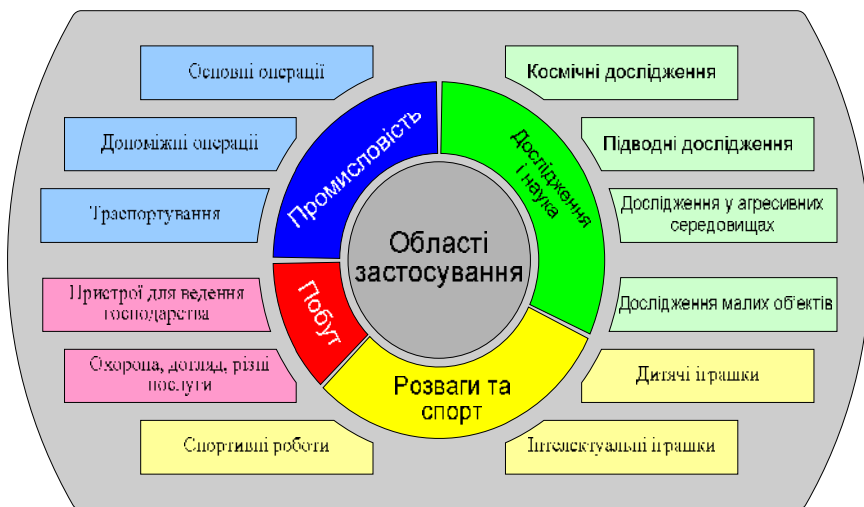 Основні операції
Допоміжні операції
Траспортування
Пристрої для ведення
господарства
Охорона, догляд, різні
послуги
Спортивні роботи
Промисловість
Побут
Області
застосування
Дослідження
і наука
Розваги та
спорт
Космічні дослідження
Підводні дослідження
Дослідження у агресивних
середовищах
Дослідження малих об'єктів
Дитячі іграшки
Інтелектуальні іграшки